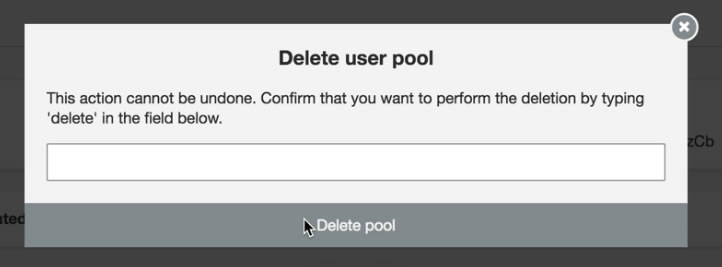 Delete user pool
This action cannot be undone. Confirm that you want to perform the deletion by typing
'delete' in the field below.
zCb
ated
Delete pool